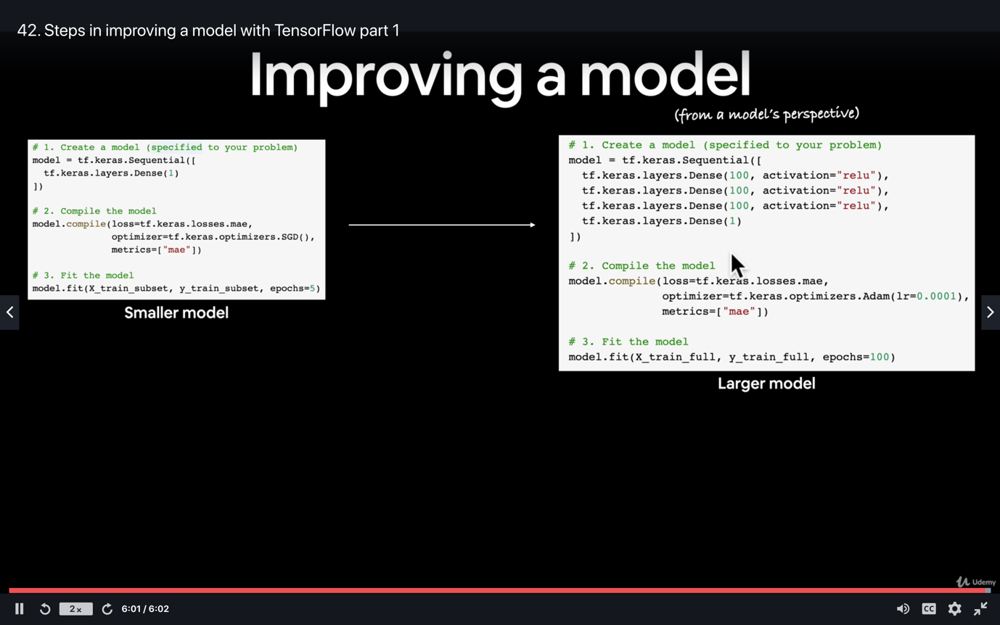 42. Steps in improving a model with TensorFlow part 1
Improving a model
(from a model's perspective)
# 1. Create a model (specified to your problem)
model = tf.keras.Sequential([
  tf.keras.layers.Dense(1)
])
# 2. Compile the model
model.compile(loss=tf.keras.losses.mae,
              optimizer=tf.keras.optimizers.SGD(),
              metrics=["mae"])
# 3. Fit the model
model.fit(X_train_subset, y_train_subset, epochs=5)
Smaller model
# 1. Create a model (specified to your problem)
model = tf.keras.Sequential([
  tf.keras.layers.Dense(100, activation="relu"),
  tf.keras.layers.Dense(100, activation="relu"),
  tf.keras.layers.Dense(100, activation="relu"),
  tf.keras.layers.Dense(1)
])
# 2. Compile the model
model.compile(loss=tf.keras.losses.mae,
              optimizer=tf.keras.optimizers.Adam(lr=0.0001),
              metrics=["mae"])
# 3. Fit the model
model.fit(X_train_full, y_train_full, epochs=100)
Larger model
Udemy
2x
6:01 / 6:02
CC